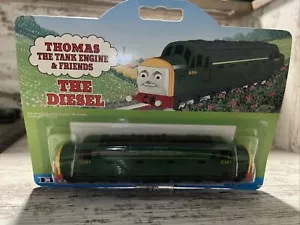 THOMAS
THE TANK ENGINE
& FRIENDS
THE
DIESEL